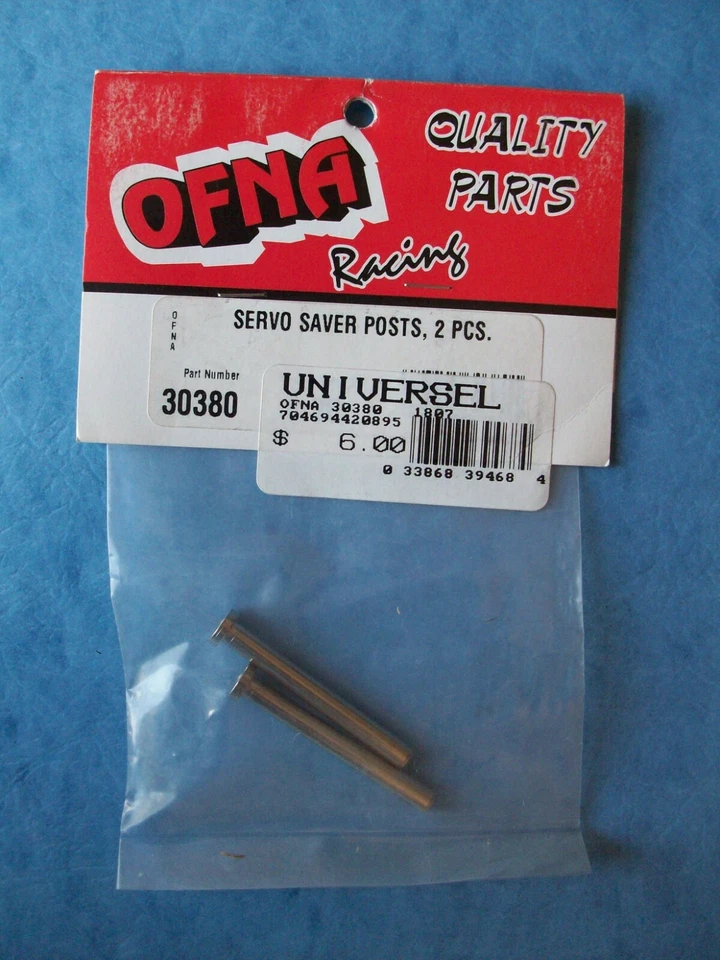 OFNA
Racing
QUALITY
PARTS
OFNA
SERVO SAVER POSTS, 2 PCS.
Part Number
30380
UNIVERSEL
OFNA 30380 1807
704694420895
$ 6.00
0 33868 39468 4